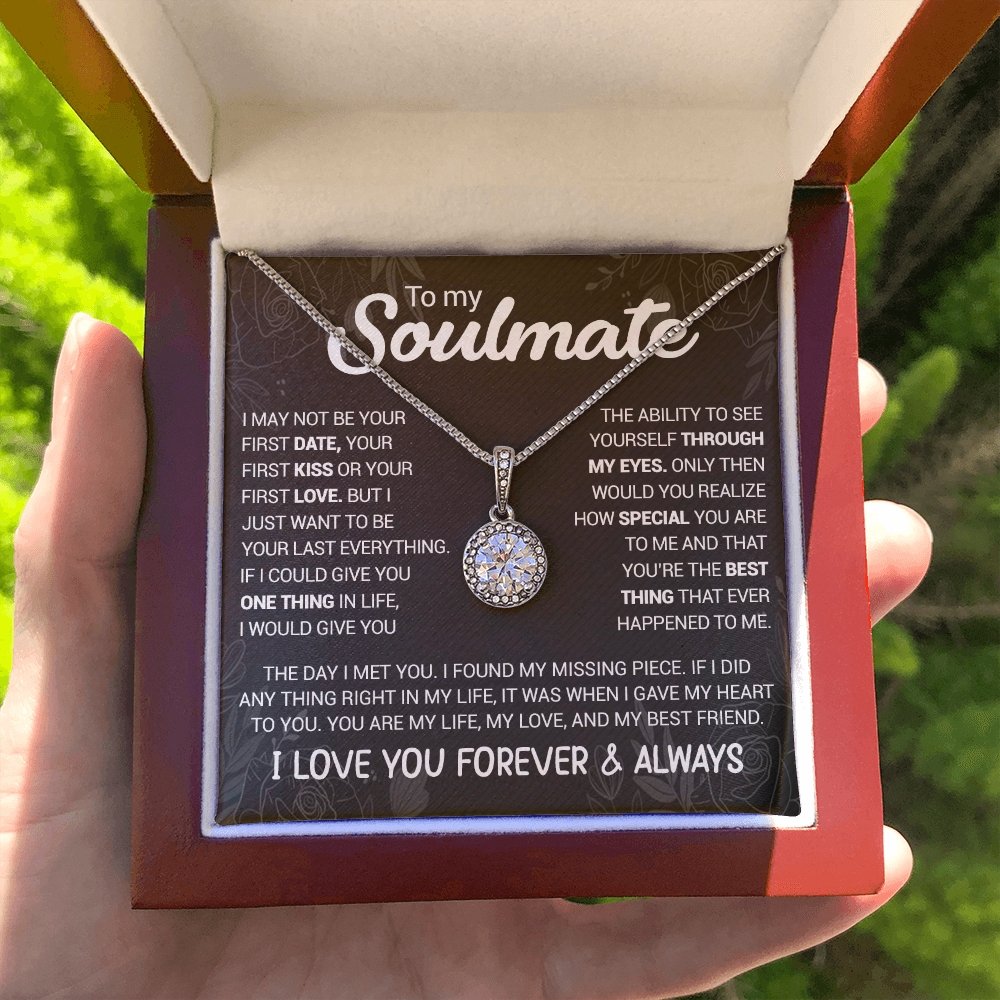 To my
Soulmate
I MAY NOT BE YOUR
FIRST DATE, YOUR
FIRST KISS OR YOUR
FIRST LOVE. BUT I
JUST WANT TO BE
YOUR LAST EVERYTHING.
IF I COULD GIVE YOU
ONE THING IN LIFE,
I WOULD GIVE YOU
THE ABILITY TO SEE
YOURSELF THROUGH
MY EYES. ONLY THEN
WOULD YOU REALIZE
HOW SPECIAL YOU ARE
TO ME AND THAT
YOU'RE THE BEST
THING THAT EVER
HAPPENED TO ME.
THE DAY I MET YOU. I FOUND MY MISSING PIECE. IF I DID
ANY THING RIGHT IN MY LIFE, IT WAS WHEN I GAVE MY HEART
TO YOU. YOU ARE MY LIFE, MY LOVE, AND MY BEST FRIEND.
I LOVE YOU FOREVER & ALWAYS